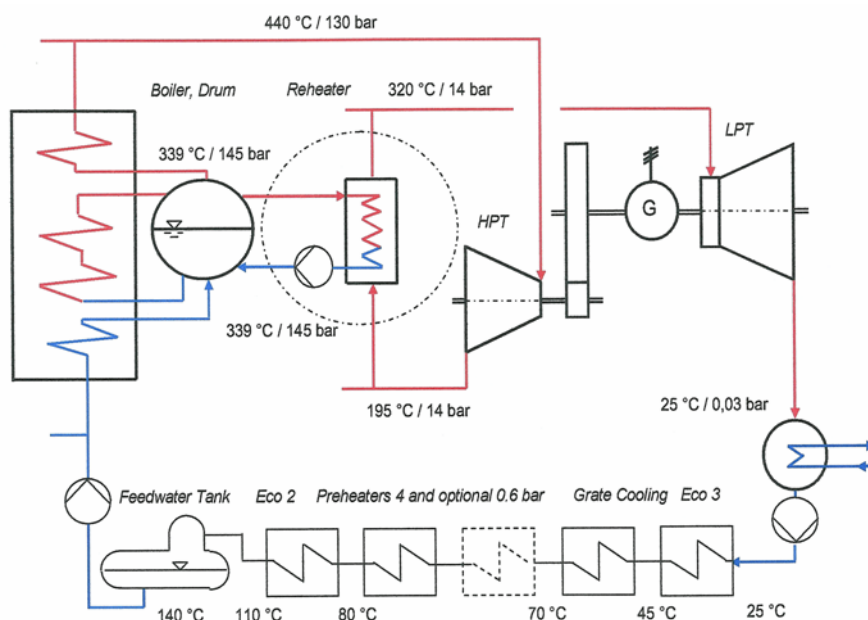 440 °C / 130 bar
Boiler, Drum
Reheater
320 °C / 14 bar
LPT
339 °C / 145 bar
HPT
G
339 °C / 145 bar
195 °C / 14 bar
25 °C / 0,03 bar
Feedwater Tank
Eco 2
Preheaters 4 and optional 0.6 bar
Grate Cooling
Eco 3
140 °C
110 °C
80 °C
70 °C
45 °C
25 °C